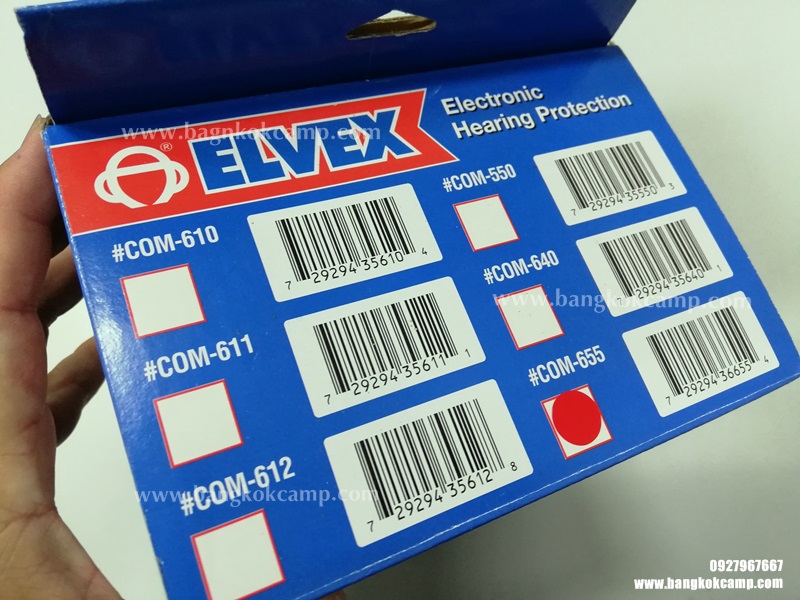 www.bagnkokcamp.com
® ELVEX
Electronic
Hearing Protection
#COM-610
7 29294 35610 4
#COM-611
7 29294 35611 1
#COM-612
7 29294 35612 8
#COM-550
7 29294 35550 3
#COM-640
7 29294 35640 1
#COM-655
7 29294 36655 4
www.bangkokcamp.com
www.bangkokcamp.com
0927967667
www.bangkokcamp.com